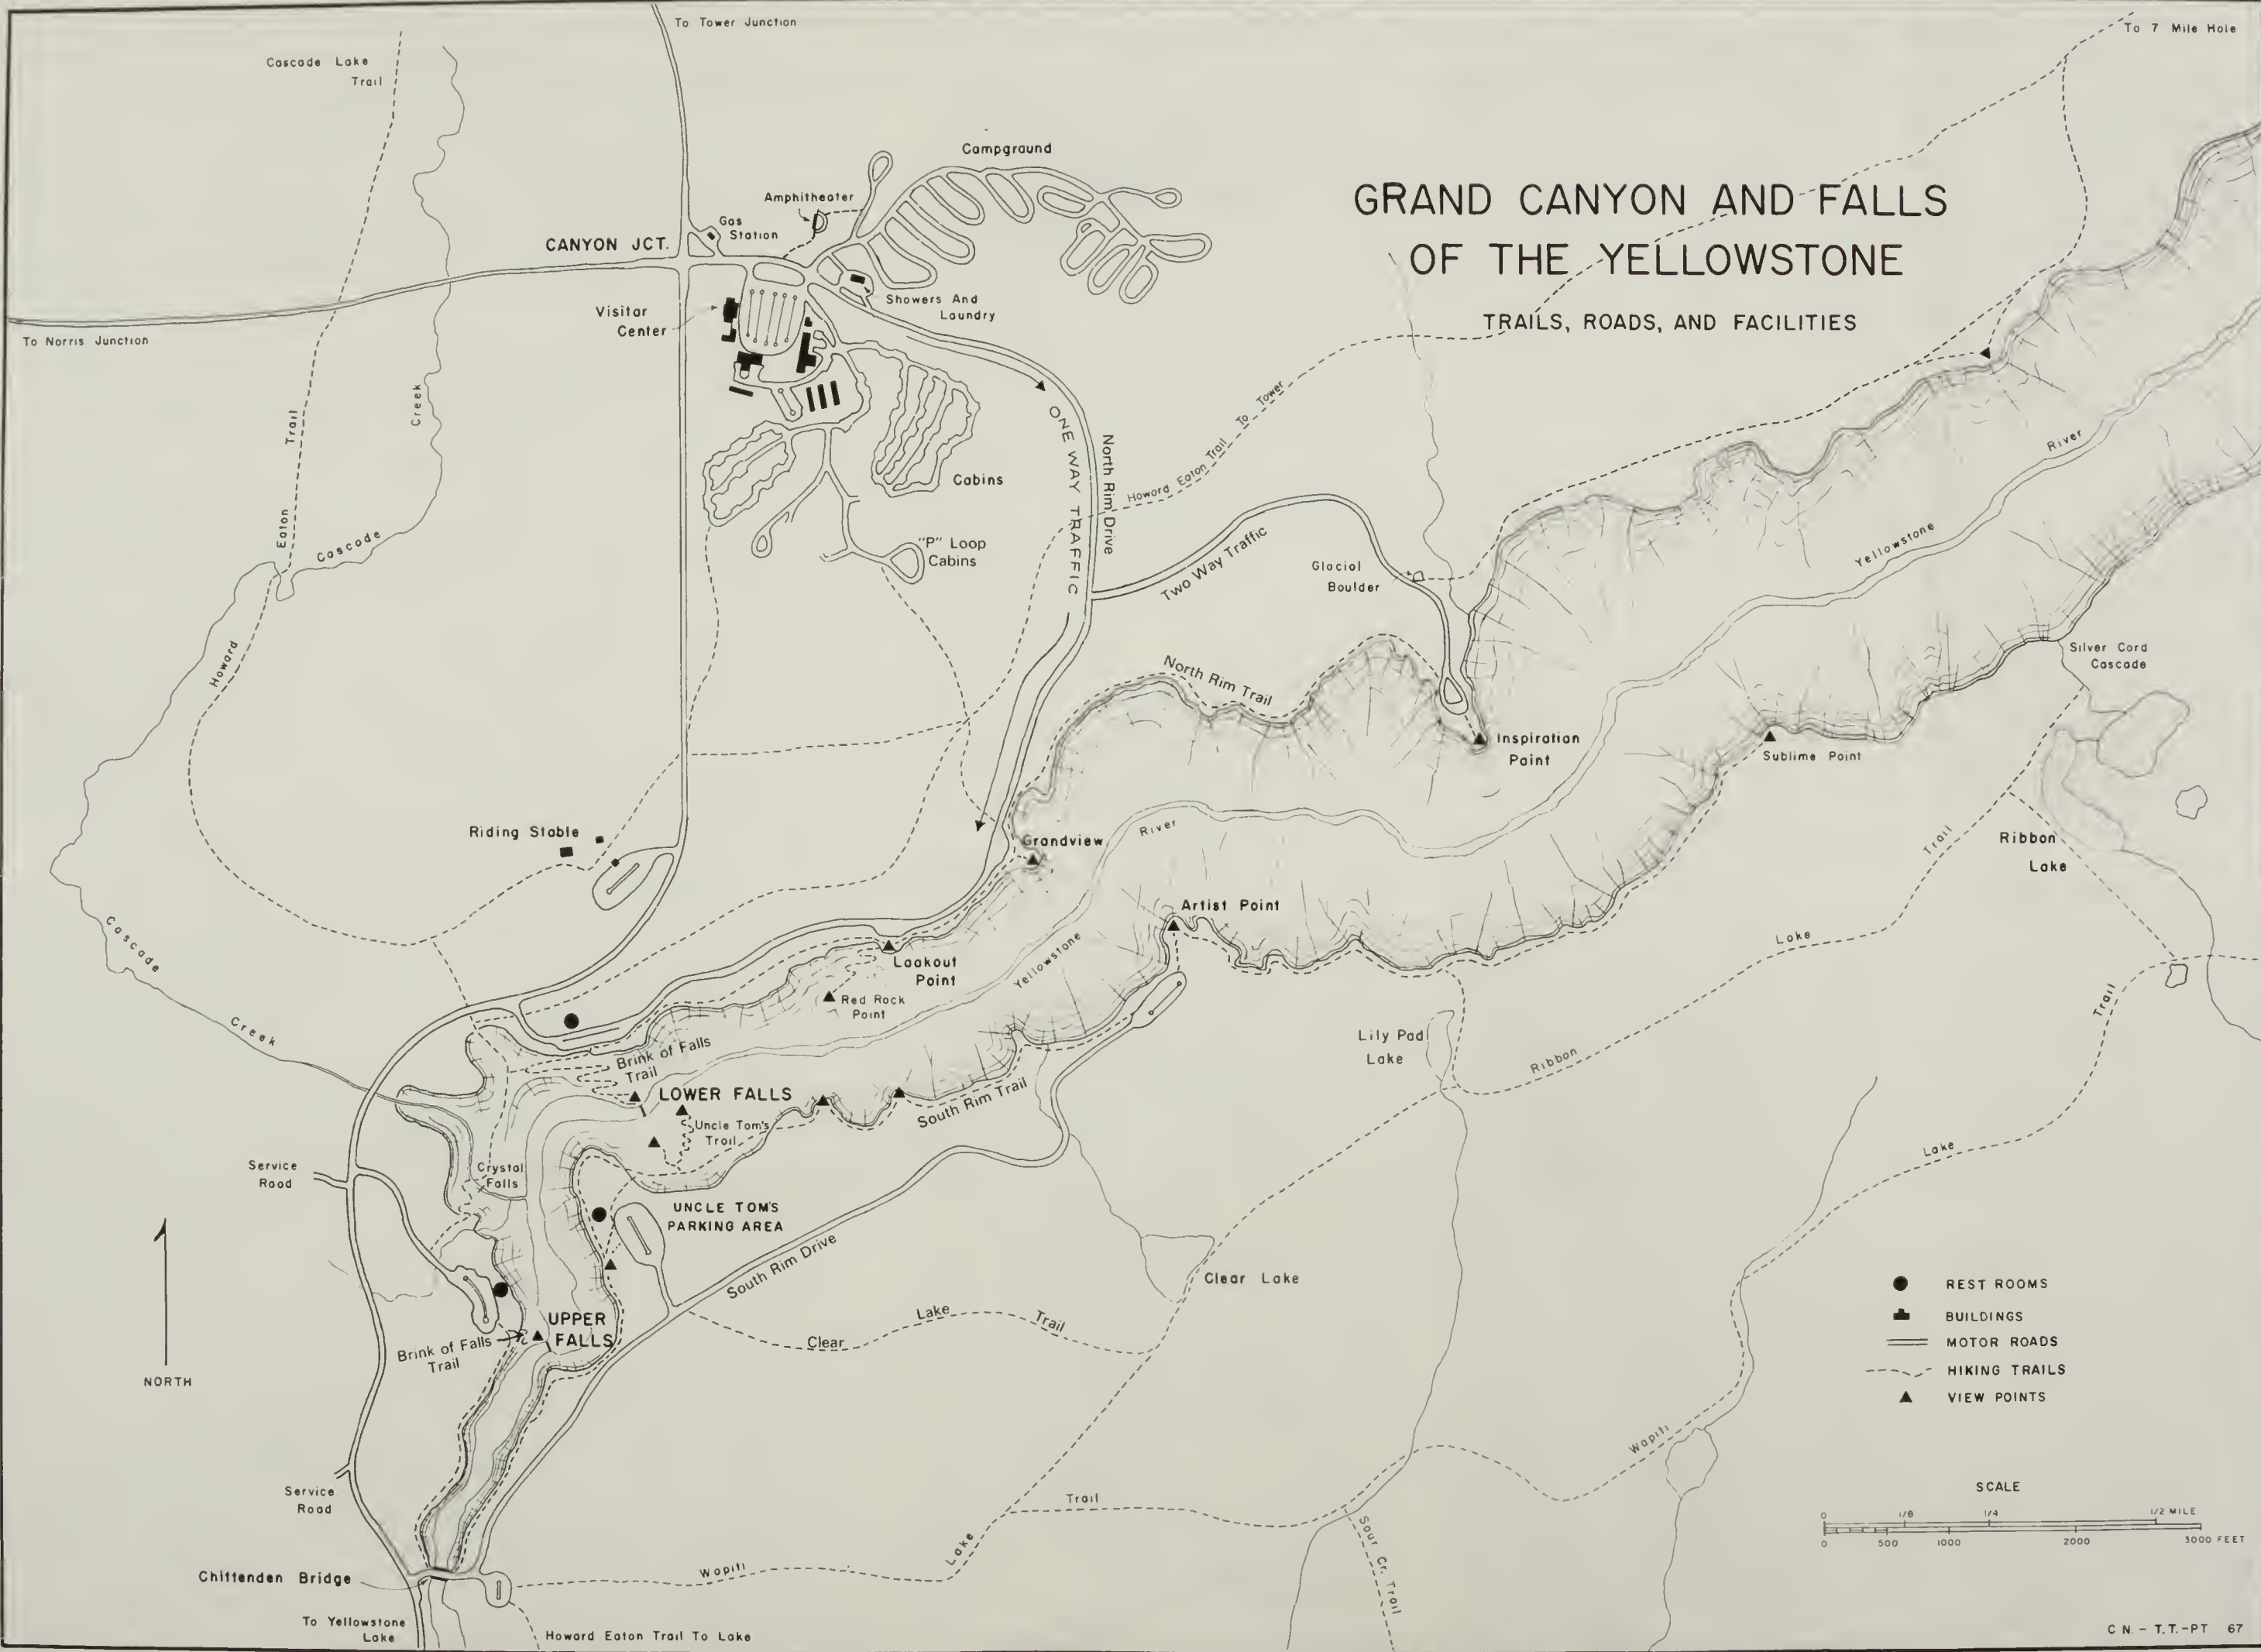 To Tower Junction
To 7 Mile Hole
Cascade Lake
Trail
Campground
Amphitheater
Gas
Station
CANYON JCT.
GRAND CANYON AND FALLS
OF THE YELLOWSTONE
TRAILS, ROADS, AND FACILITIES
Visitor
Center
Showers And
Laundry
To Norris Junction
Creek
Trail
Eaton
Howard
Cascade
ONE WAY TRAFFIC
North Rim Drive
Howard Eaton Trail To Tower
Cabins
"P" Loop
Cabins
Two Way Traffic
Glacial
Boulder
River
Yellowstone
Silver Cord
Cascade
North Rim Trail
Inspiration
Point
Sublime Point
Riding Stable
Grandview
River
Trail
Ribbon
Lake
Artist Point
Lake
Cascade
Creek
Lookout
Point
Yellowstone
Red Rock
Point
Lily Pad
Lake
Ribbon
Trail
Brink of Falls
Trail
LOWER FALLS
South Rim Trail
Uncle Tom's
Trail
Lake
Service
Road
Crystal
Falls
UNCLE TOM'S
PARKING AREA
South Rim Drive
Clear Lake
UPPER
FALLS
Brink of Falls
Trail
Clear
Lake
Trail
NORTH
REST ROOMS
BUILDINGS
MOTOR ROADS
HIKING TRAILS
VIEW POINTS
Wapiti
Service
Road
Trail
Lake
Sour Cr. Trail
SCALE
0 1/8 1/4 1/2 MILE
0 500 1000 2000 3000 FEET
Chittenden Bridge
Wapiti
To Yellowstone
Lake
Howard Eaton Trail To Lake
C N. - T.T.-PT 67